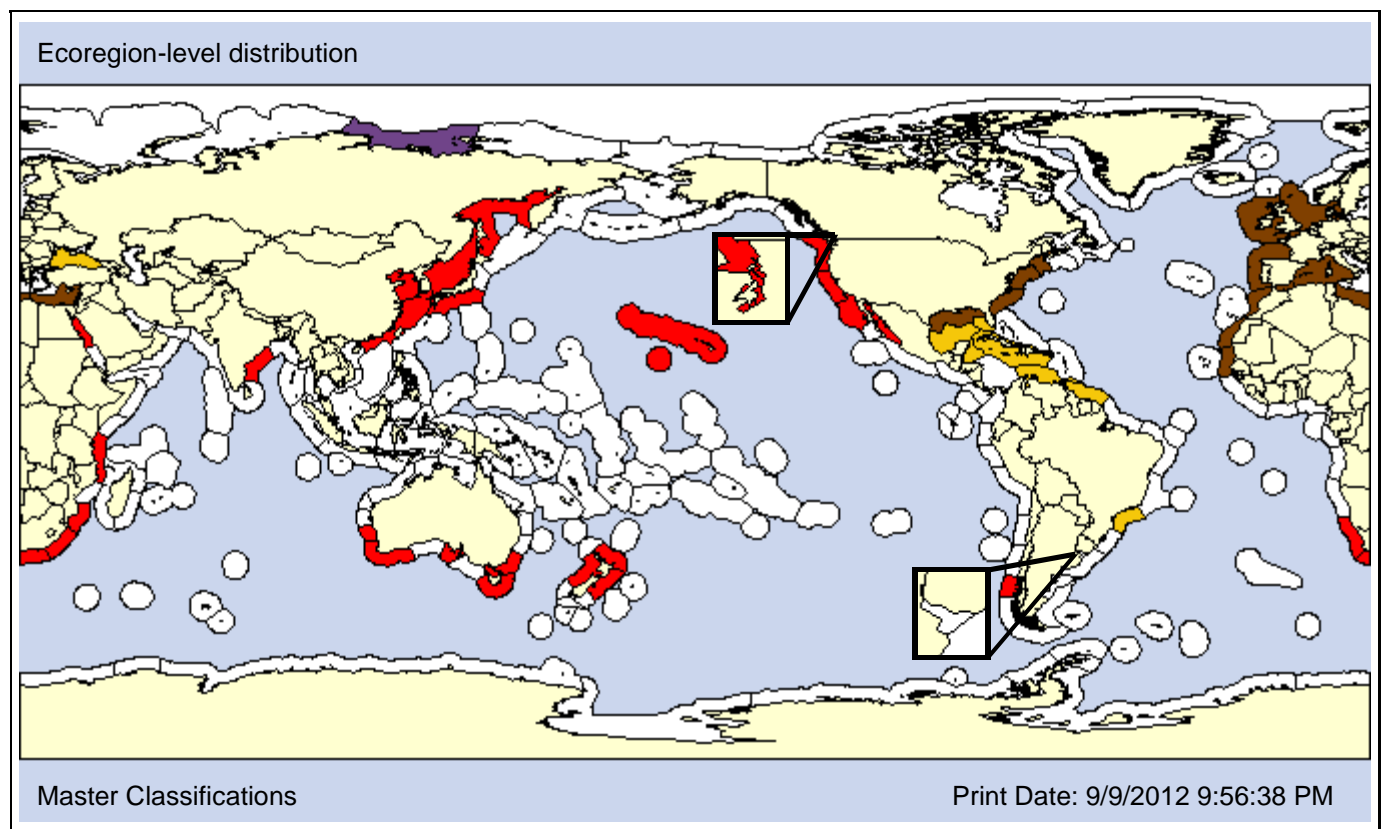 Ecoregion-level distribution
Master Classifications
Print Date: 9/9/2012 9:56:38 PM